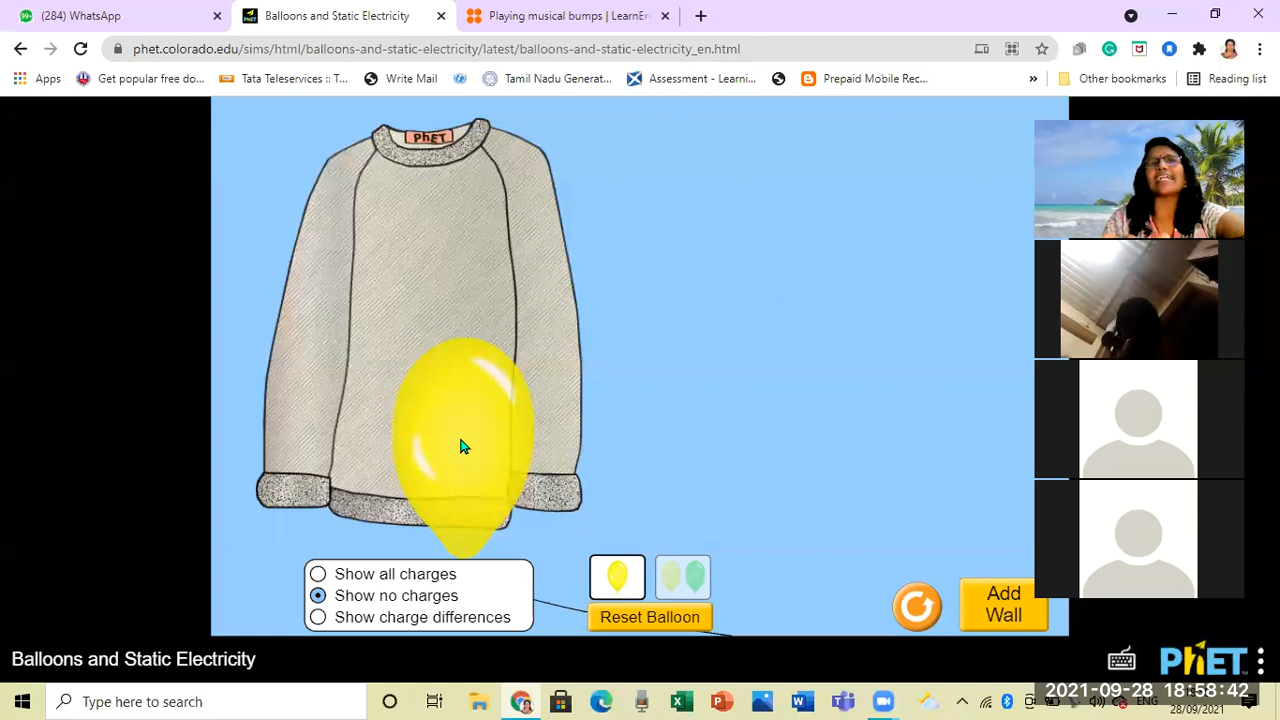 (284) WhatsApp
Balloons and Static Electricity
Playing musical bumps | LearnEn
phet.colorado.edu/sims/html/balloons-and-static-electricity/latest/balloons-and-static-electricity_en.html
Apps
Get popular free do...
Tata Teleservices :: T...
Write Mail
Tamil Nadu Generat...
Assessment - Learni...
Prepaid Mobile Rec...
»
Other bookmarks
Reading list
PhET
Show all charges
Show no charges
Show charge differences
Reset Balloon
Add
Wall
Balloons and Static Electricity
PhET
Type here to search
2021-09-28 18:58:42
ENG
28/09/2021